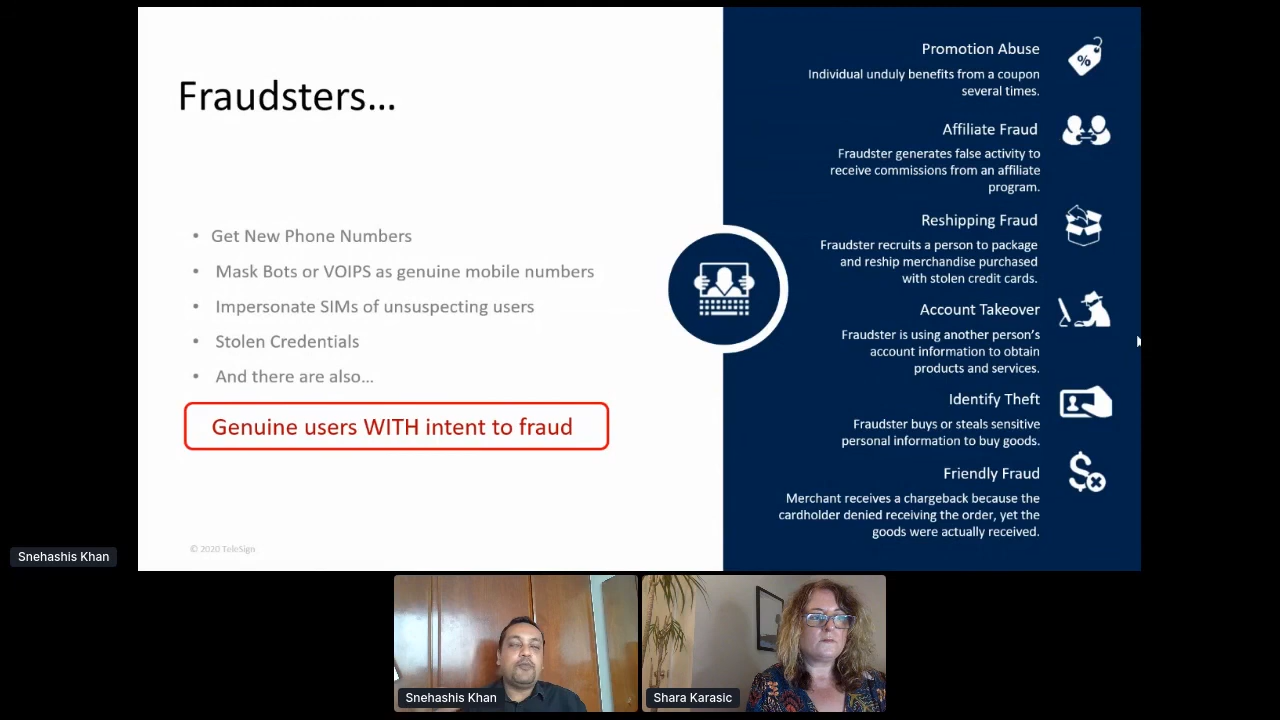 Fraudsters…
• Get New Phone Numbers
• Mask Bots or VOIPS as genuine mobile numbers
• Impersonate SIMs of unsuspecting users
• Stolen Credentials
• And there are also…
Genuine users WITH intent to fraud
© 2020 TeleSign
Promotion Abuse
%
Individual unduly benefits from a coupon
several times.
Affiliate Fraud
Fraudster generates false activity to
receive commissions from an affiliate
program.
Reshipping Fraud
Fraudster recruits a person to package
and reship merchandise purchased
with stolen credit cards.
Account Takeover
Fraudster is using another person's
account information to obtain
products and services.
Identify Theft
Fraudster buys or steals sensitive
personal information to buy goods.
Friendly Fraud
$
Merchant receives a chargeback because the
cardholder denied receiving the order, yet the
goods were actually received.
Snehashis Khan
Snehashis Khan
Shara Karasic